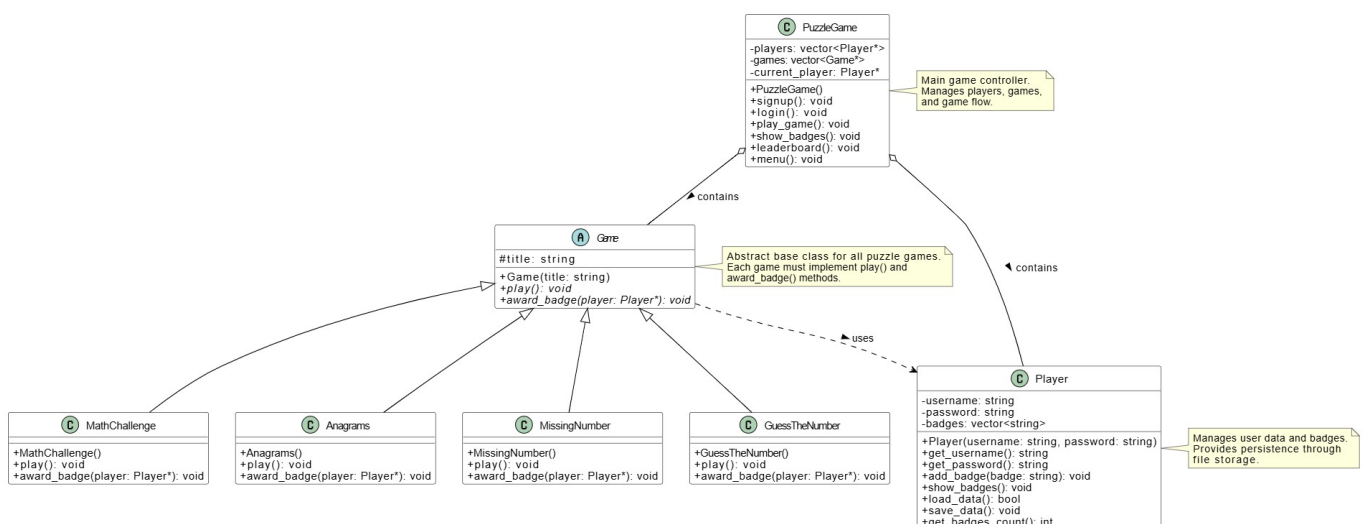 C PuzzleGame
-players: vector<Player*>
-games: vector<Game*>
-current_player: Player*
+PuzzleGame()
+signup(): void
+login(): void
+play_game(): void
+show_badges(): void
+leaderboard(): void
+menu(): void
Main game controller.
Manages players, games,
and game flow.
contains
A Game
#title: string
+Game(title: string)
+play(): void
+award_badge(player: Player*): void
Abstract base class for all puzzle games.
Each game must implement play() and
award_badge() methods.
contains
uses
C MathChallenge
+MathChallenge()
+play(): void
+award_badge(player: Player*): void
C Anagrams
+Anagrams()
+play(): void
+award_badge(player: Player*): void
C MissingNumber
+MissingNumber()
+play(): void
+award_badge(player: Player*): void
C GuessTheNumber
+GuessTheNumber()
+play(): void
+award_badge(player: Player*): void
C Player
-username: string
-password: string
-badges: vector<string>
+Player(username: string, password: string)
+get_username(): string
+get_password(): string
+add_badge(badge: string): void
+show_badges(): void
+load_data(): bool
+save_data(): void
+get_badges_count(): int
Manages user data and badges.
Provides persistence through
file storage.